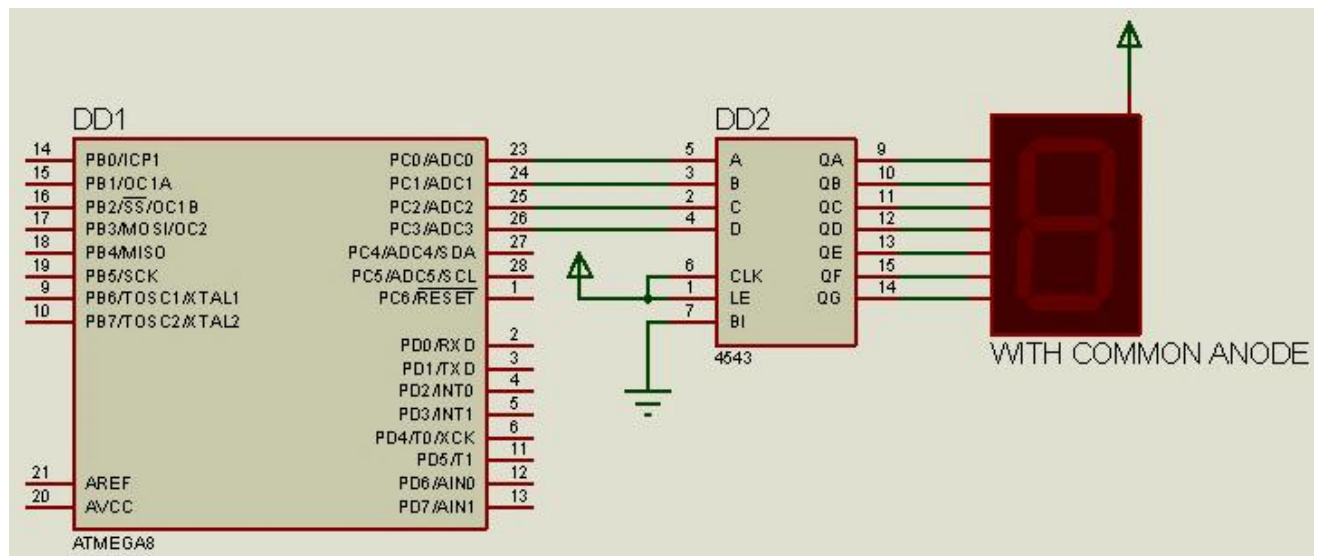 DD1
14 PB0/ICP1 PC0/ADC0 23
15 PB1/OC1A PC1/ADC1 24
16 PB2/SS/OC1B PC2/ADC2 25
17 PB3/MOSI/OC2 PC3/ADC3 26
18 PB4/MISO PC4/ADC4/SDA 27
19 PB5/SCK PC5/ADC5/SCL 28
9 PB6/TOSC1/XTAL1 PC6/RESET 1
10 PB7/TOSC2/XTAL2
PD0/RXD 2
PD1/TXD 3
PD2/INT0 4
PD3/INT1 5
PD4/T0/XCK 6
PD5/T1 11
21 AREF PD6/AIN0 12
20 AVCC PD7/AIN1 13
ATMEGA8
DD2
5 A QA 9
3 B QB 10
2 C QC 11
4 D QD 12
QE 13
6 CLK QF 15
1 LE QG 14
7 BI
4543
WITH COMMON ANODE